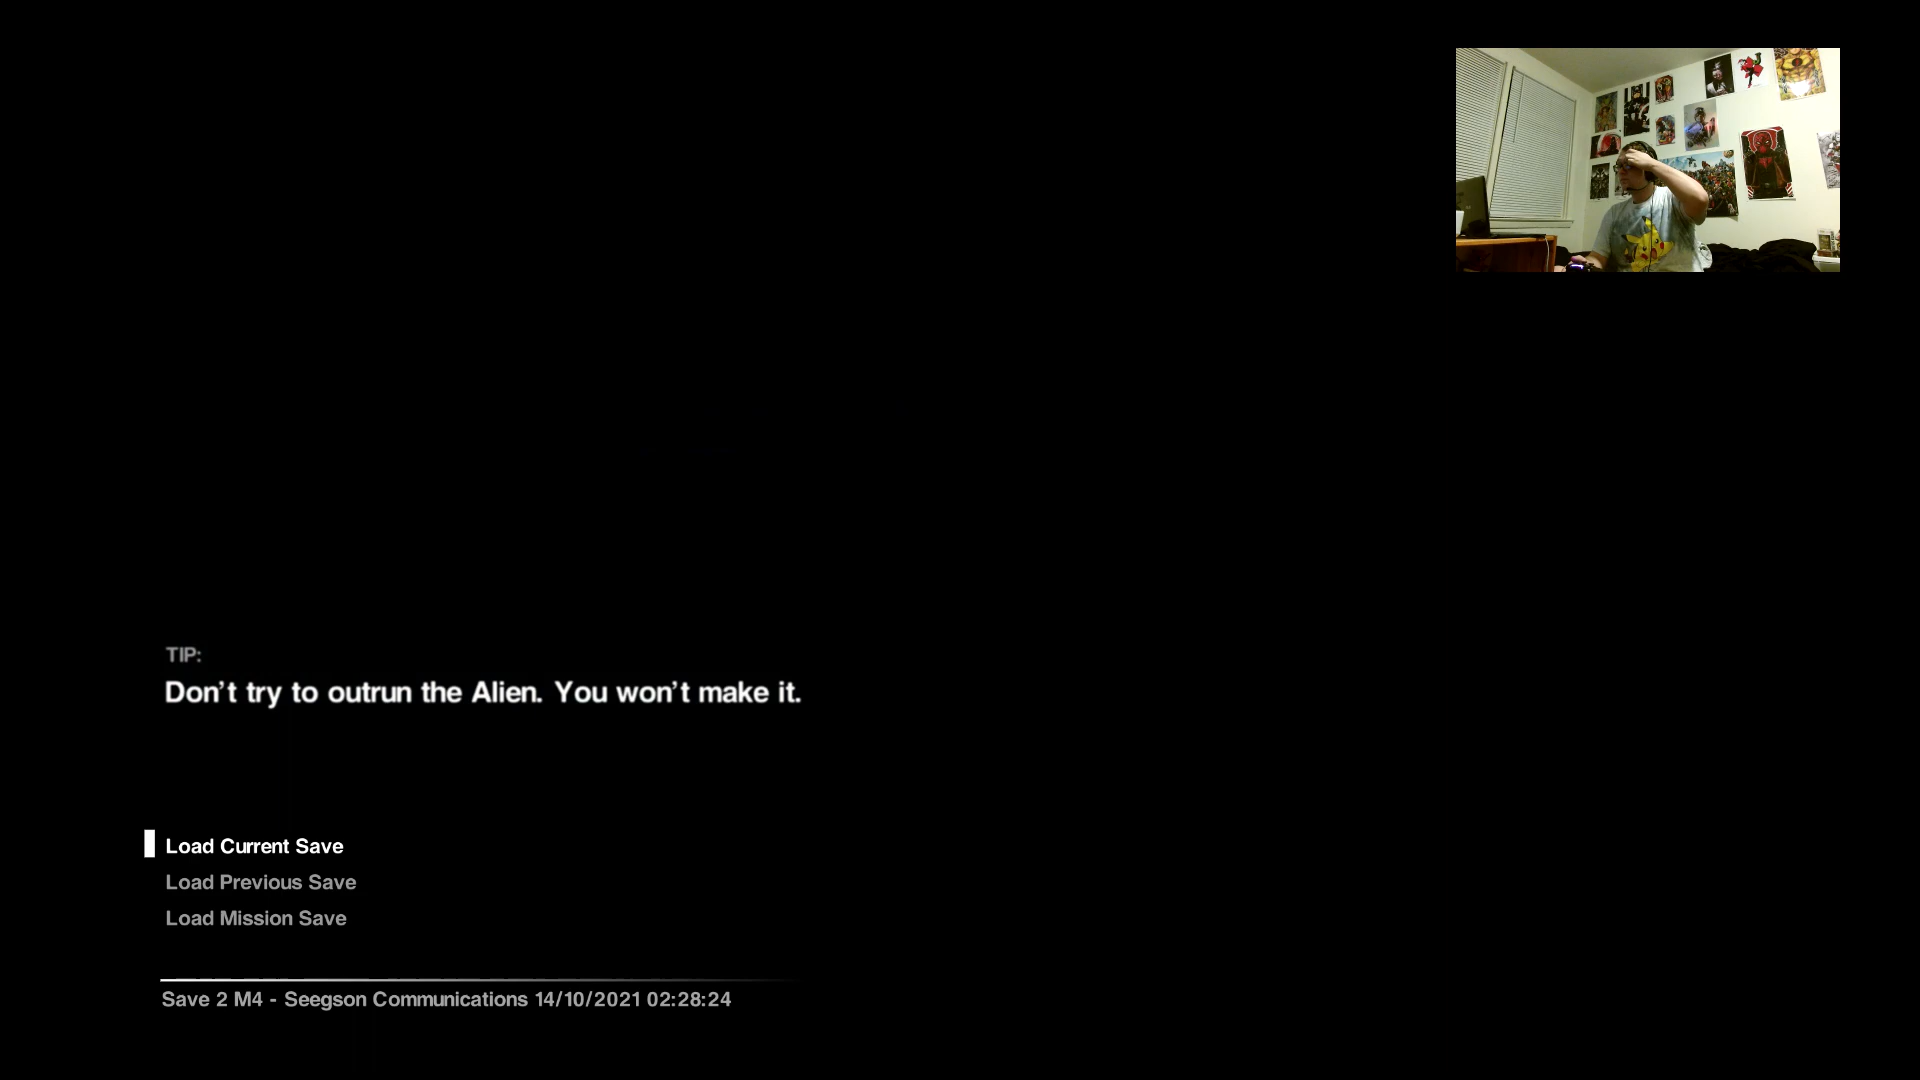 TIP:
Don't try to outrun the Alien. You won't make it.
Load Current Save
Load Previous Save
Load Mission Save
Save 2 M4 - Seegson Communications 14/10/2021 02:28:24